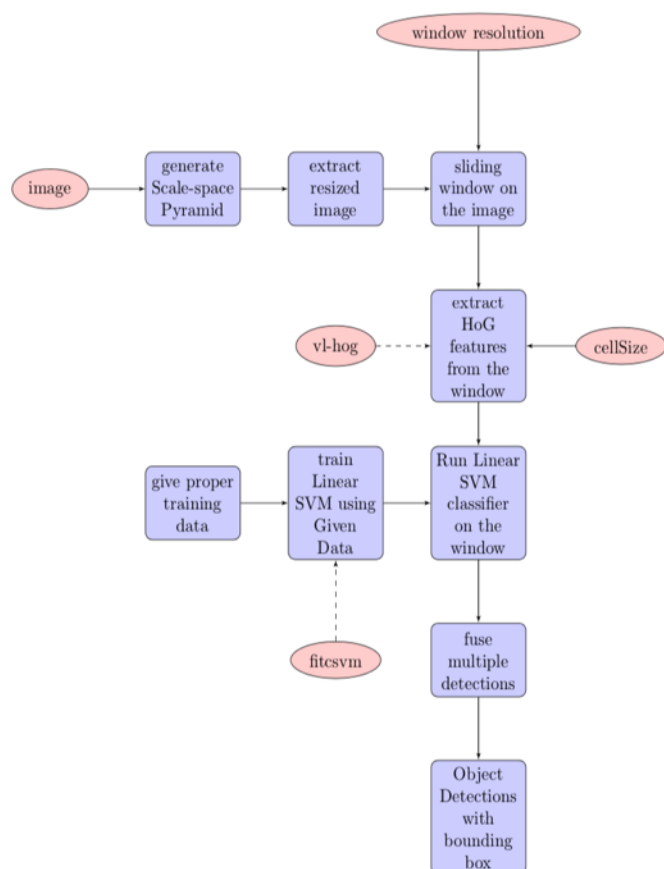 window resolution
image
generate
Scale-space
Pyramid
extract
resized
image
sliding
window on
the image
vl-hog
extract
HoG
features
from the
window
cellSize
give proper
training
data
train
Linear
SVM using
Given
Data
Run Linear
SVM
classifier
on the
window
fitcsvm
fuse
multiple
detections
Object
Detections
with
bounding
box